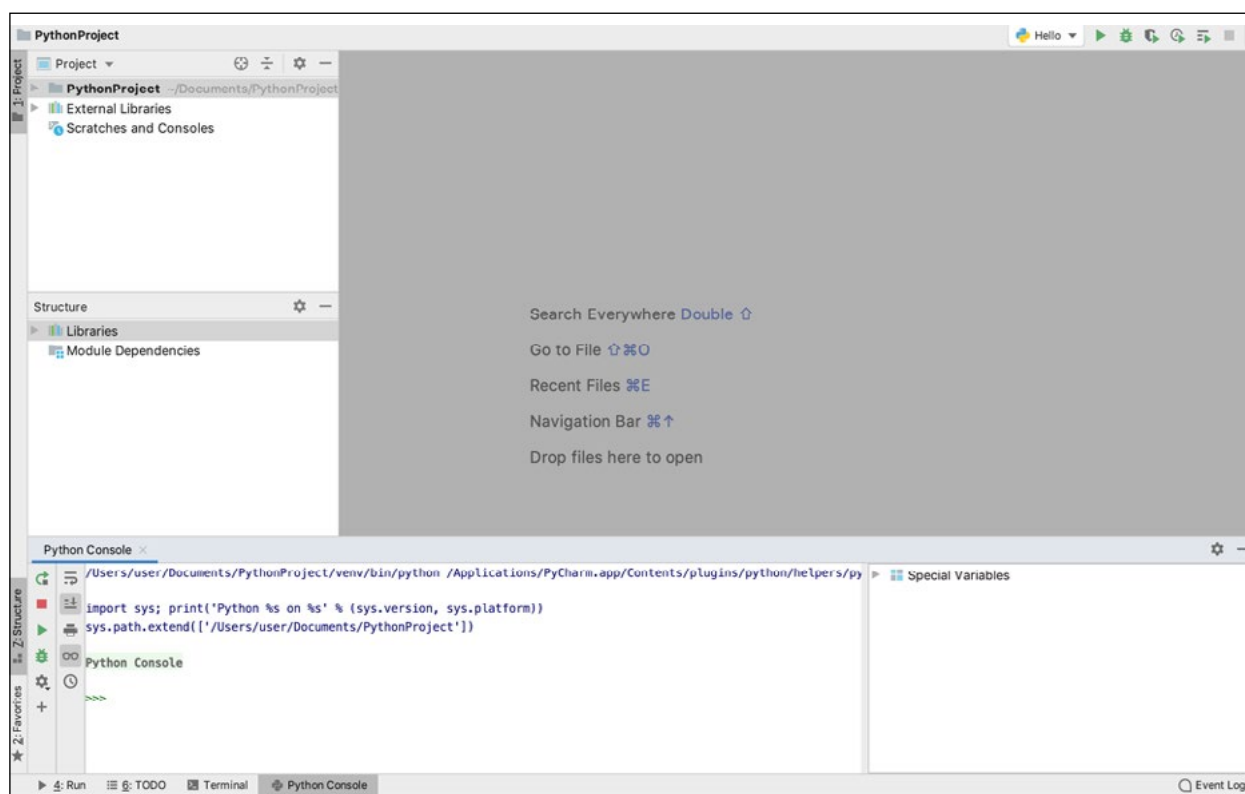 PythonProject
Hello
1: Project
Project
PythonProject ~/Documents/PythonProject
External Libraries
Scratches and Consoles
Structure
Libraries
Module Dependencies
Search Everywhere Double ⇧
Go to File ⇧⌘O
Recent Files ⌘E
Navigation Bar ⌘↑
Drop files here to open
Python Console
/Users/user/Documents/PythonProject/venv/bin/python /Applications/PyCharm.app/Contents/plugins/python/helpers/py
Special Variables
import sys; print('Python %s on %s' % (sys.version, sys.platform))
sys.path.extend(['/Users/user/Documents/PythonProject'])
Python Console
>>>
Z: Structure
2: Favorites
4: Run
6: TODO
Terminal
Python Console
Event Log